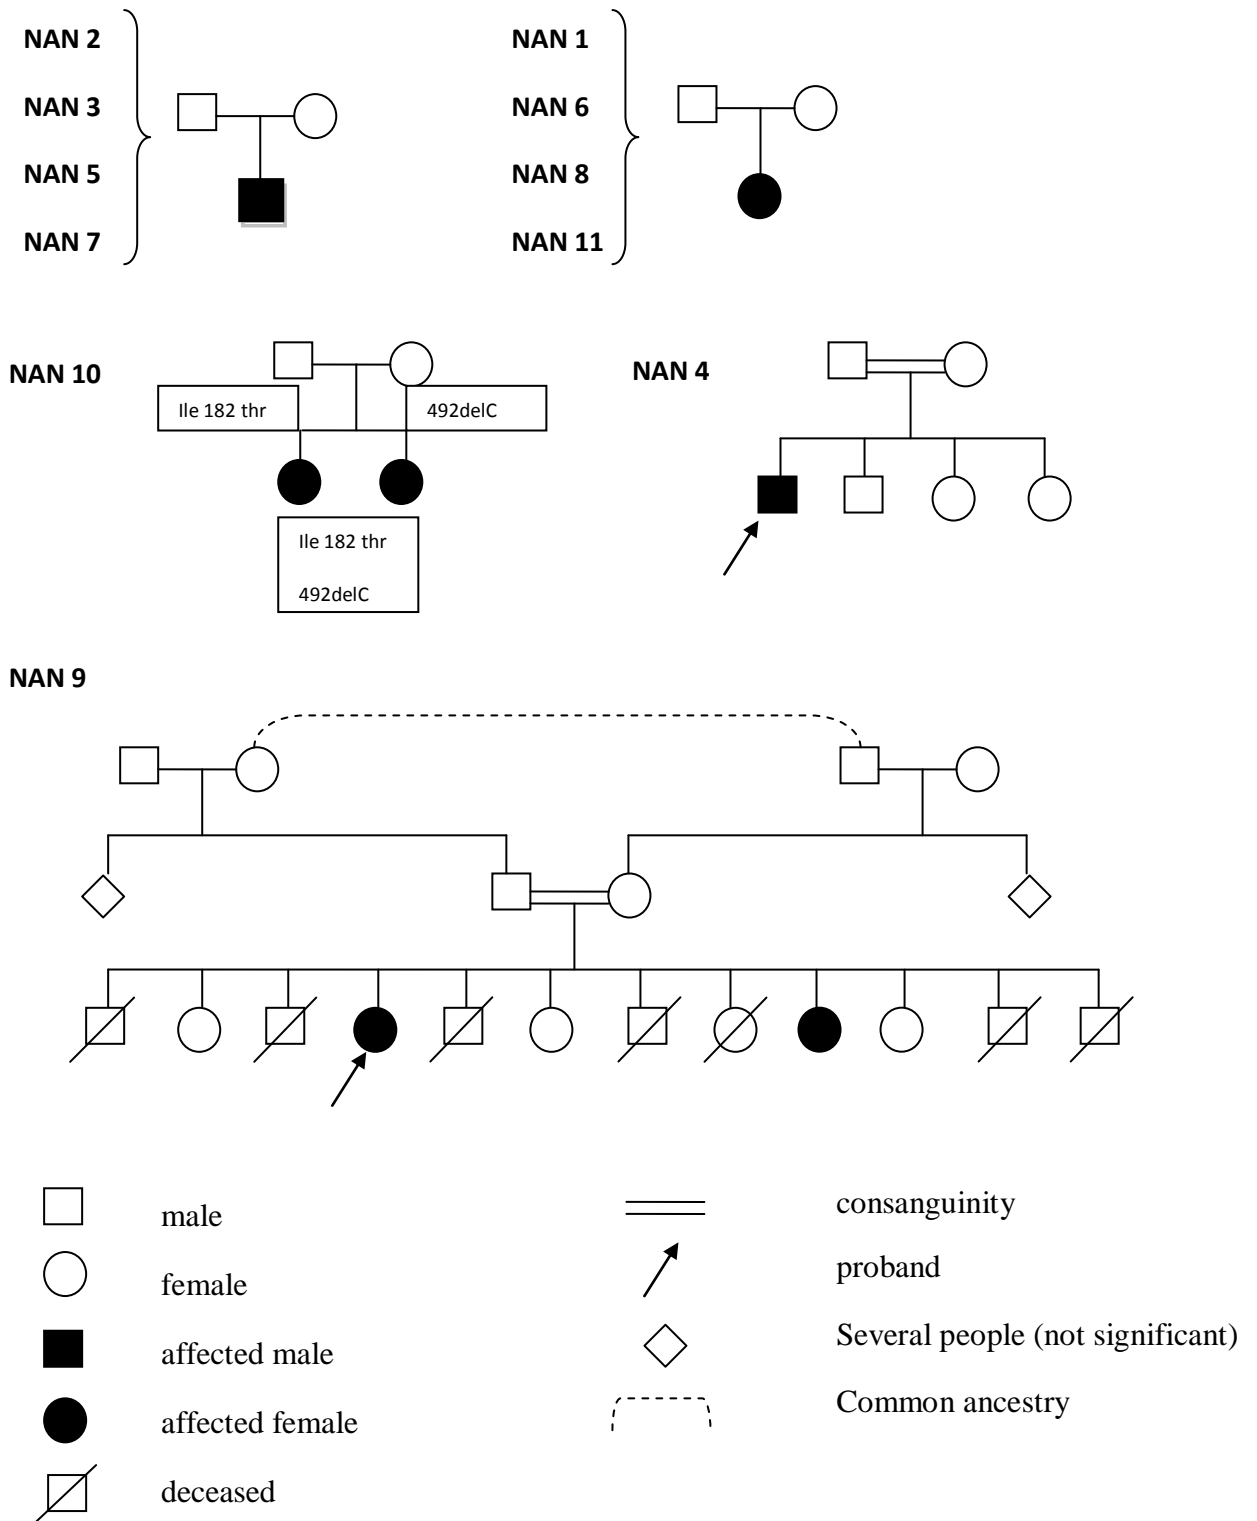 NAN 2
NAN 3
NAN 5
NAN 7
NAN 1
NAN 6
NAN 8
NAN 11
NAN 10
Ile 182 thr
492delC
Ile 182 thr
492delC
NAN 4
NAN 9
male
female
affected male
affected female
deceased
consanguinity
proband
Several people (not significant)
Common ancestry